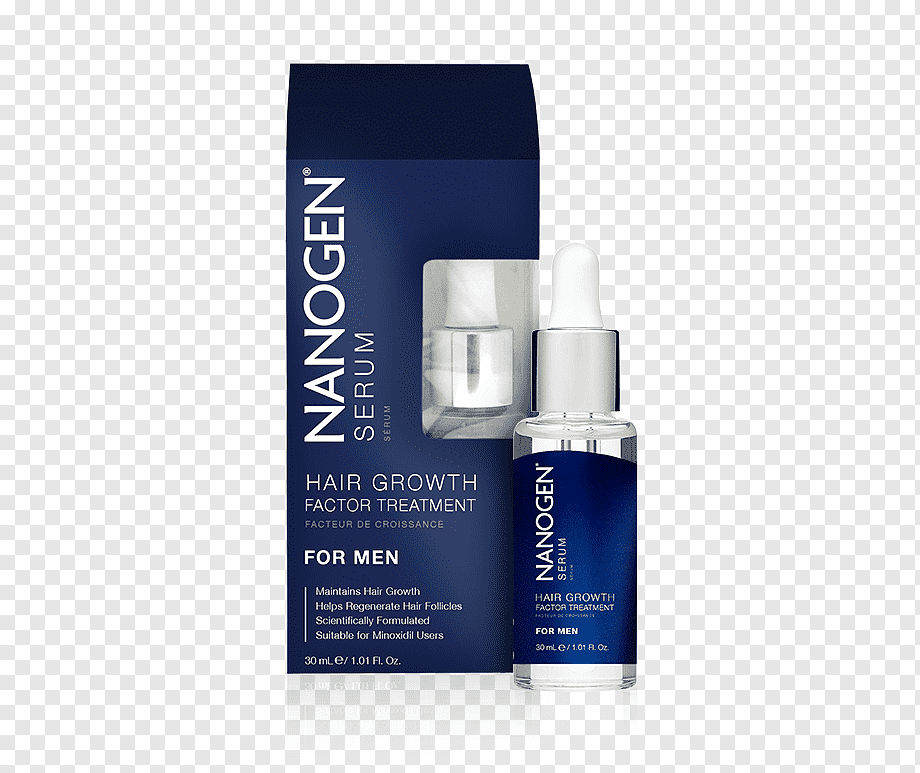 NANOGEN®
SERUM
SÉRUM
HAIR GROWTH
FACTOR TREATMENT
FACTEUR DE CROISSANCE
FOR MEN
Maintains Hair Growth
Helps Regenerate Hair Follicles
Scientifically Formulated
Suitable for Minoxidil Users
30 mL ℮/ 1.01 Fl. Oz.
NANOGEN®
SERUM
SÉRUM
HAIR GROWTH
FACTOR TREATMENT
FACTEUR DE CROISSANCE
FOR MEN
30 mL ℮ / 1.01 Fl. Oz.